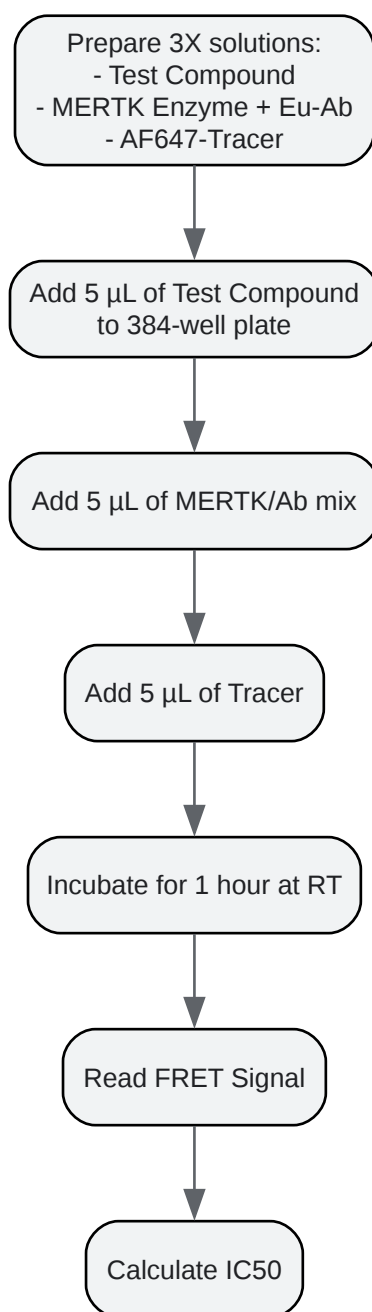 Prepare 3X solutions:
- Test Compound
- MERTK Enzyme + Eu-Ab
- AF647-Tracer
Add 5 µL of Test Compound
to 384-well plate
Add 5 µL of MERTK/Ab mix
Add 5 µL of Tracer
Incubate for 1 hour at RT
Read FRET Signal
Calculate IC50